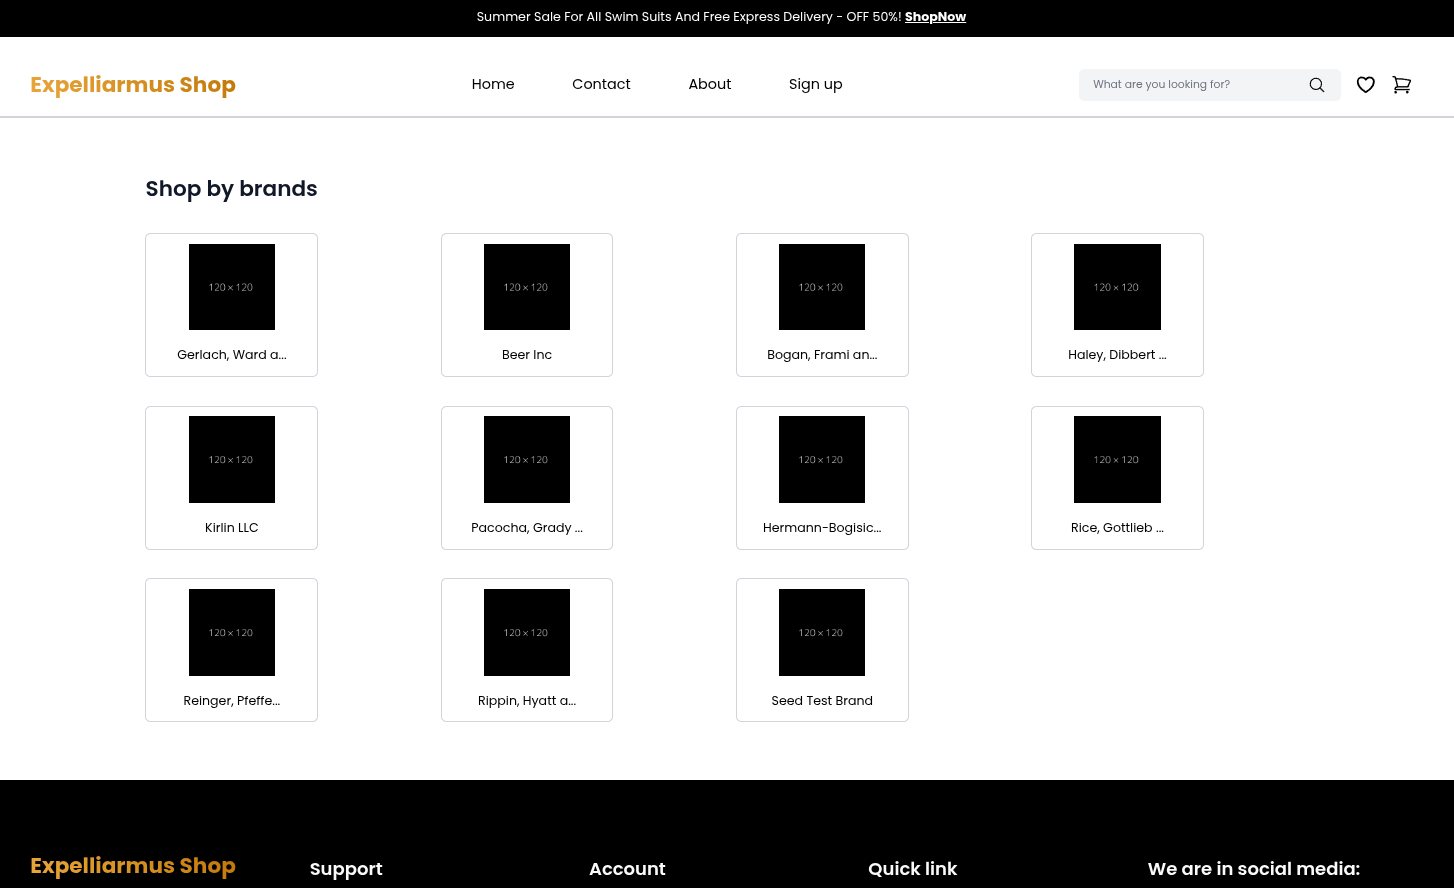 Summer Sale For All Swim Suits And Free Express Delivery - OFF 50%! ShopNow
Expelliarmus Shop
Home
Contact
About
Sign up
What are you looking for?
Shop by brands
120 × 120
120 × 120
120 × 120
120 × 120
Gerlach, Ward a...
Beer Inc
Bogan, Frami an...
Haley, Dibbert ...
120 × 120
120 × 120
120 × 120
120 × 120
Kirlin LLC
Pacocha, Grady ...
Hermann-Bogisic...
Rice, Gottlieb ...
120 × 120
120 × 120
120 × 120
Reinger, Pfeffe...
Rippin, Hyatt a...
Seed Test Brand
Expelliarmus Shop
Support
Account
Quick link
We are in social media: